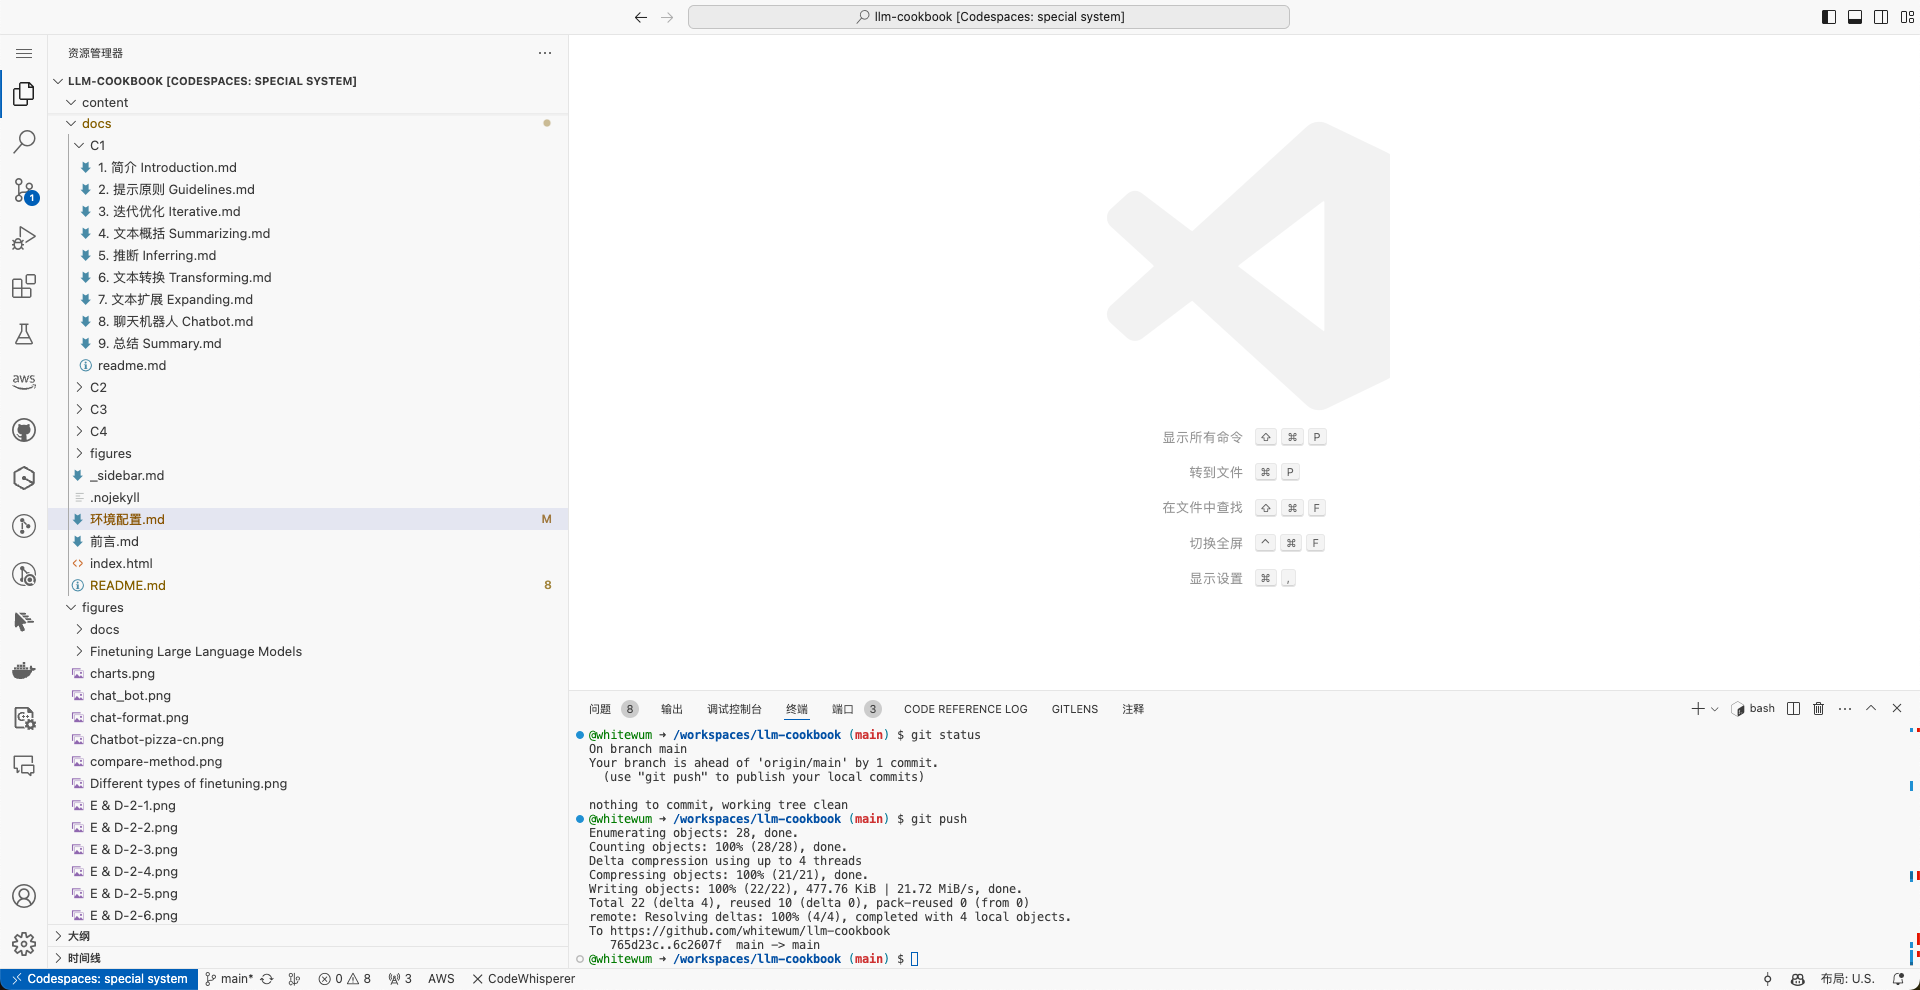 llm-cookbook [Codespaces: special system]
资源管理器
LLM-COOKBOOK [CODESPACES: SPECIAL SYSTEM]
content
docs
C1
1. 简介 Introduction.md
2. 提示原则 Guidelines.md
3. 迭代优化 Iterative.md
4. 文本概括 Summarizing.md
5. 推断 Inferring.md
6. 文本转换 Transforming.md
7. 文本扩展 Expanding.md
8. 聊天机器人 Chatbot.md
9. 总结 Summary.md
readme.md
C2
C3
C4
figures
_sidebar.md
.nojekyll
环境配置.md M
前言.md
index.html
README.md 8
figures
docs
Finetuning Large Language Models
charts.png
chat_bot.png
chat-format.png
Chatbot-pizza-cn.png
compare-method.png
Different types of finetuning.png
E & D-2-1.png
E & D-2-2.png
E & D-2-3.png
E & D-2-4.png
E & D-2-5.png
E & D-2-6.png
大纲
时间线
1
aws
显示所有命令 ⇧ ⌘ P
转到文件 ⌘ P
在文件中查找 ⇧ ⌘ F
切换全屏 ^ ⌘ F
显示设置 ⌘ ,
问题 8 输出 调试控制台 终端 端口 3 CODE REFERENCE LOG GITLENS 注释
bash
@whitewum ➜ /workspaces/llm-cookbook (main) $ git status
On branch main
Your branch is ahead of 'origin/main' by 1 commit.
(use "git push" to publish your local commits)
nothing to commit, working tree clean
@whitewum ➜ /workspaces/llm-cookbook (main) $ git push
Enumerating objects: 28, done.
Counting objects: 100% (28/28), done.
Delta compression using up to 4 threads
Compressing objects: 100% (21/21), done.
Writing objects: 100% (22/22), 477.76 KiB | 21.72 MiB/s, done.
Total 22 (delta 4), reused 10 (delta 0), pack-reused 0 (from 0)
remote: Resolving deltas: 100% (4/4), completed with 4 local objects.
To https://github.com/whitewum/llm-cookbook
765d23c..6c2607f main -> main
@whitewum ➜ /workspaces/llm-cookbook (main) $
Codespaces: special system main* 0 8 3 AWS CodeWhisperer 布局: U.S.